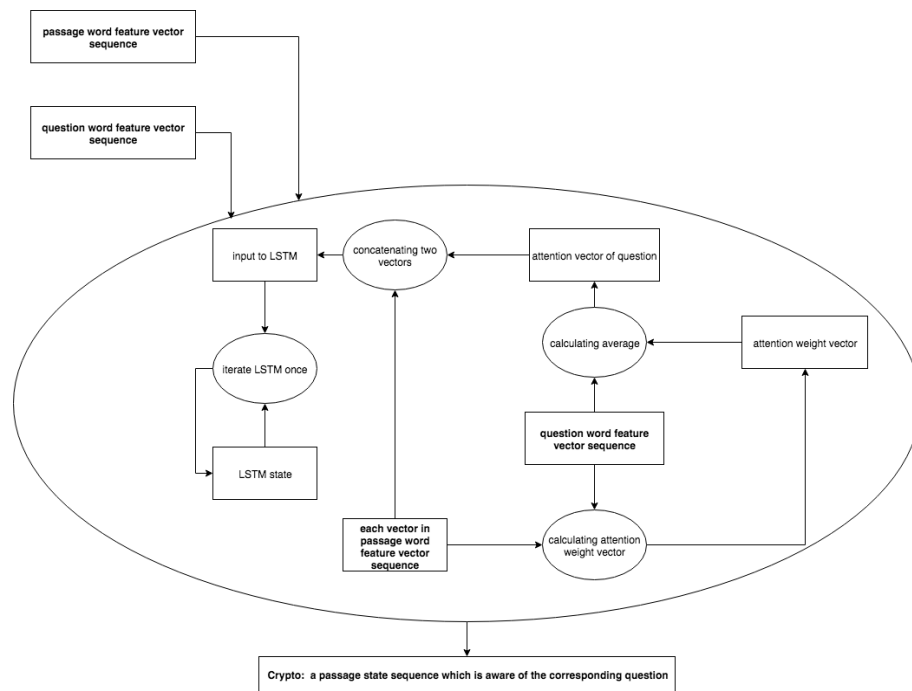 passage word feature vector
sequence
question word feature vector
sequence
input to LSTM
concatenating two
vectors
attention vector of question
iterate LSTM once
calculating average
attention weight vector
question word feature
vector sequence
LSTM state
each vector in
passage word
feature vector
sequence
calculating attention
weight vector
Crypto:  a passage state sequence which is aware of the corresponding question